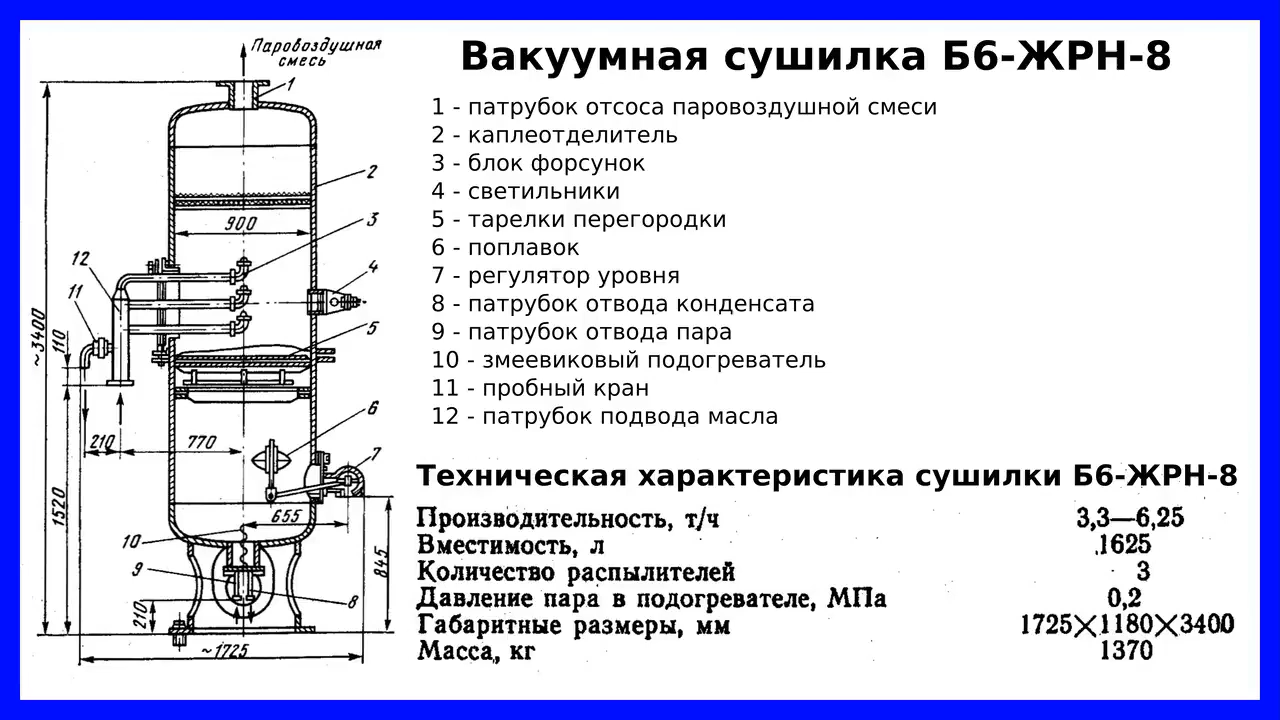 Паровоздушная
смесь
1
2
900
3
12
4
11
~3400
110
5
6
210
770
7
1520
655
10
845
9
210
8
~1725
Вакуумная сушилка Б6-ЖРН-8
1 - патрубок отсоса паровоздушной смеси
2 - каплеотделитель
3 - блок форсунок
4 - светильники
5 - тарелки перегородки
6 - поплавок
7 - регулятор уровня
8 - патрубок отвода конденсата
9 - патрубок отвода пара
10 - змеевиковый подогреватель
11 - пробный кран
12 - патрубок подвода масла
Техническая характеристика сушилки Б6-ЖРН-8
Производительность, т/ч 3,3—6,25
Вместимость, л 1625
Количество распылителей 3
Давление пара в подогревателе, МПа 0,2
Габаритные размеры, мм 1725×1180×3400
Масса, кг 1370